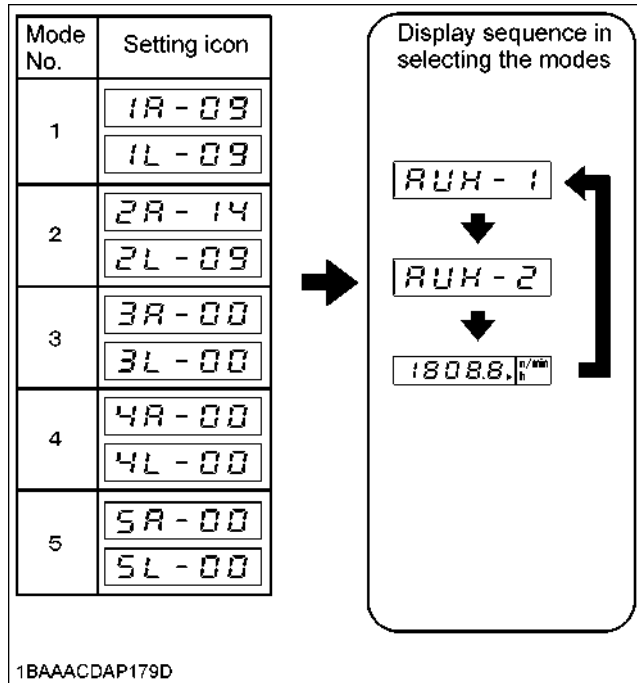 Mode No.
Setting icon
1
1A - 09
1L - 09
2
2A - 14
2L - 09
3
3A - 00
3L - 00
4
4A - 00
4L - 00
5
5A - 00
5L - 00
Display sequence in
selecting the modes
AUX - 1
AUX - 2
1808.8
n/min
h
1BAAACDAP179D